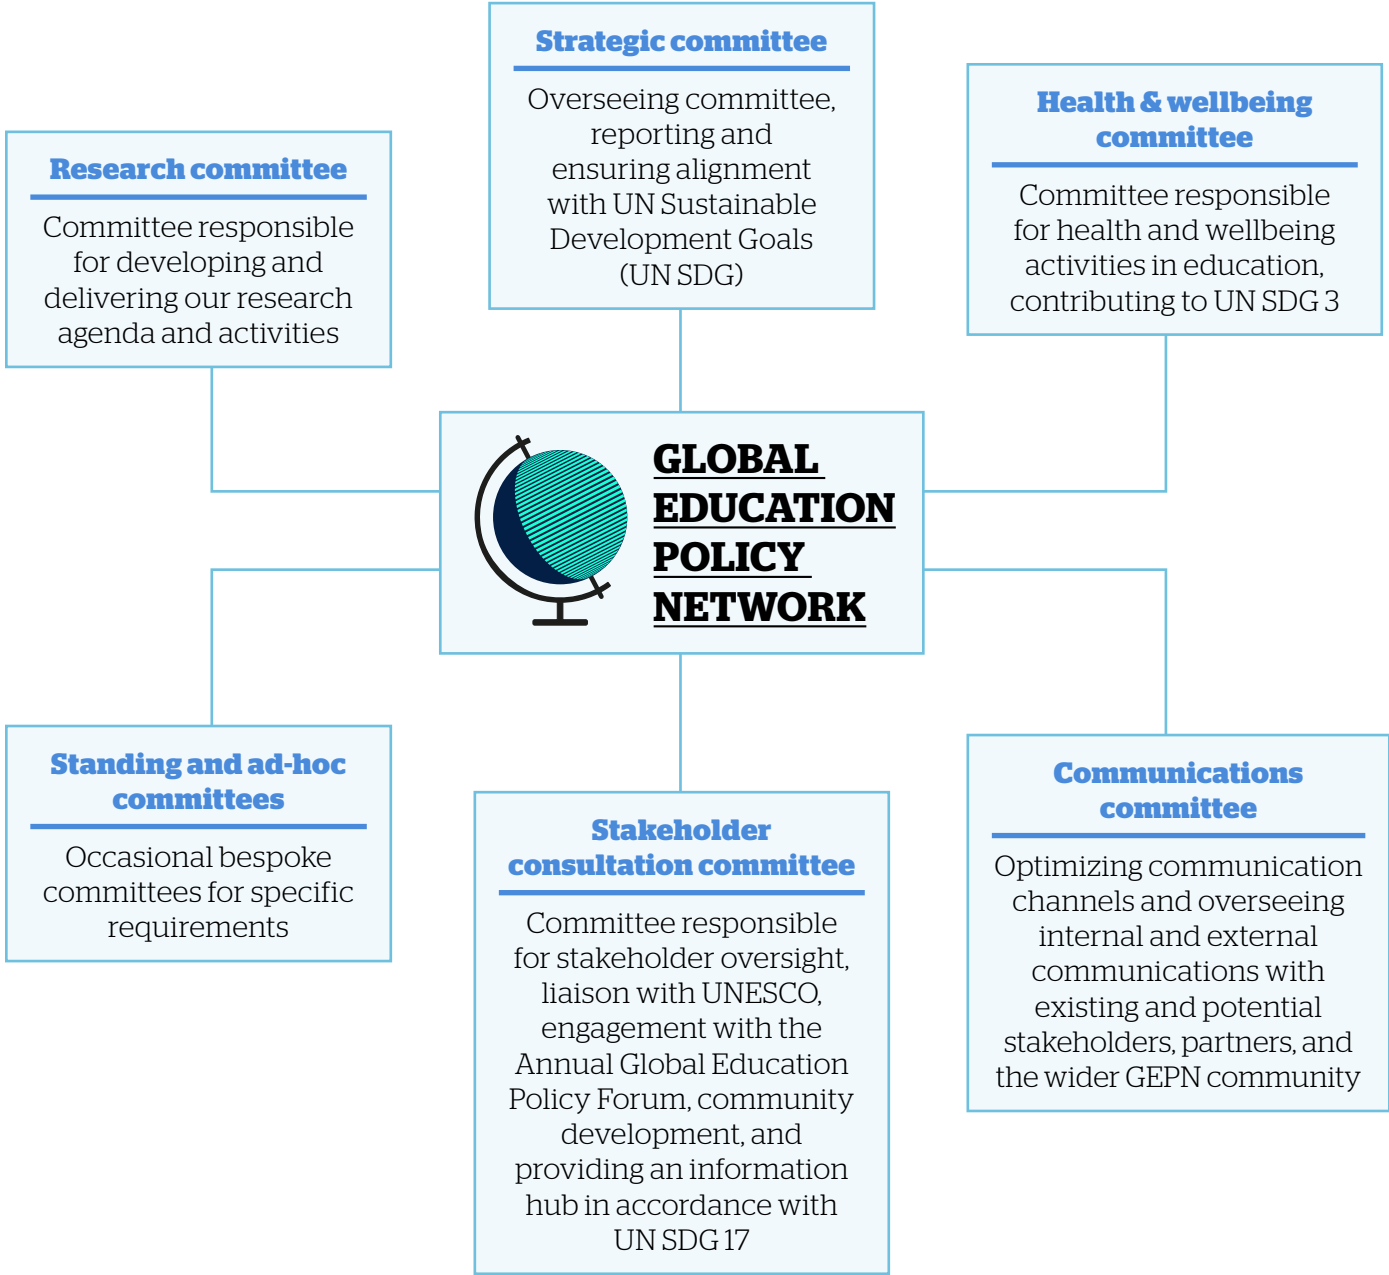 Strategic committee
Overseeing committee,
reporting and
ensuring alignment
with UN Sustainable
Development Goals
(UN SDG)
Health & wellbeing
committee
Committee responsible
for health and wellbeing
activities in education,
contributing to UN SDG 3
Research committee
Committee responsible
for developing and
delivering our research
agenda and activities
GLOBAL
EDUCATION
POLICY
NETWORK
Standing and ad-hoc
committees
Occasional bespoke
committees for specific
requirements
Stakeholder
consultation committee
Committee responsible
for stakeholder oversight,
liaison with UNESCO,
engagement with the
Annual Global Education
Policy Forum, community
development, and
providing an information
hub in accordance with
UN SDG 17
Communications
committee
Optimizing communication
channels and overseeing
internal and external
communications with
existing and potential
stakeholders, partners, and
the wider GEPN community